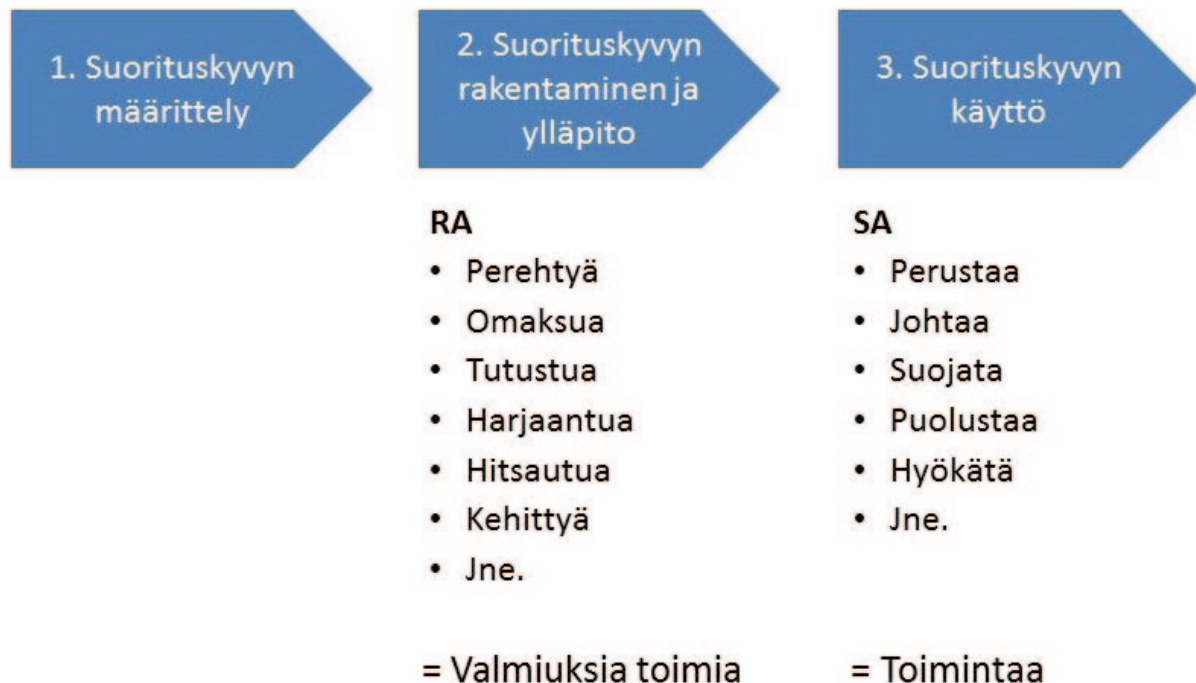 1. Suorituskyvyn
määrittely
2. Suorituskyvyn
rakentaminen ja
ylläpito
3. Suorituskyvyn
käyttö
RA
• Perehtyä
• Omaksua
• Tutustua
• Harjaantua
• Hitsautua
• Kehittyä
• Jne.
= Valmiuksia toimia
SA
• Perustaa
• Johtaa
• Suojata
• Puolustaa
• Hyökätä
• Jne.
= Toimintaa